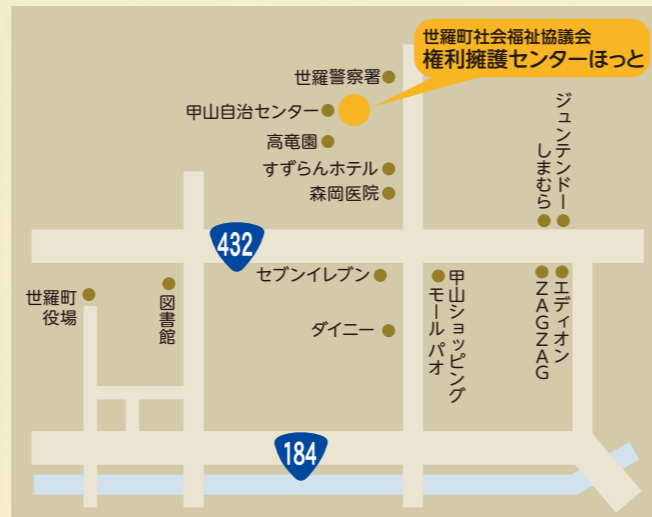 世羅町社会福祉協議会
権利擁護センターほっと
世羅警察署
甲山自治センター
高竜園
すずらんホテル
森岡医院
ジュンテンドー
しまむら
432
セブンイレブン
世羅町
役場
図書館
ダイニー
甲山ショッピング
モール パオ
エディオン
ZAGZAG
184